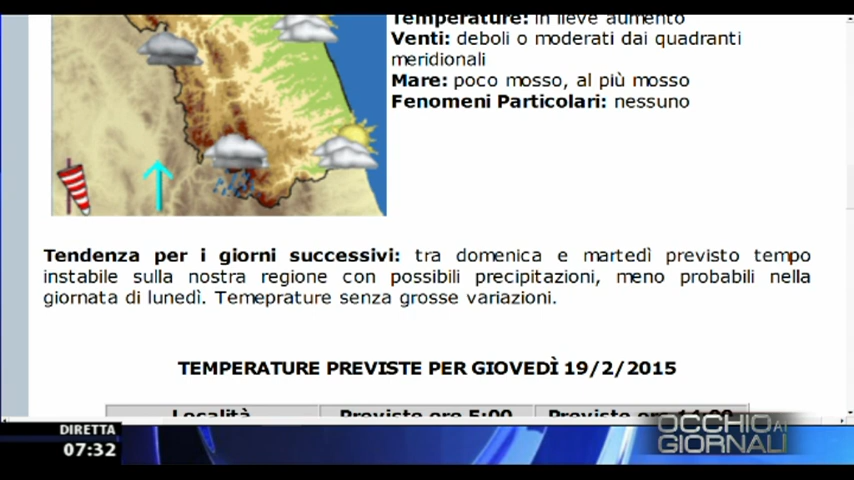 Temperature: in lieve aumento
Venti: deboli o moderati dai quadranti
meridionali
Mare: poco mosso, al più mosso
Fenomeni Particolari: nessuno
Tendenza per i giorni successivi: tra domenica e martedì previsto tempo
instabile sulla nostra regione con possibili precipitazioni, meno probabili nella
giornata di lunedì. Temeprature senza grosse variazioni.
TEMPERATURE PREVISTE PER GIOVEDÌ 19/2/2015
Località Previste ore 5:00 Previste ore
DIRETTA
07:32
OCCHIO AI
GIORNALI